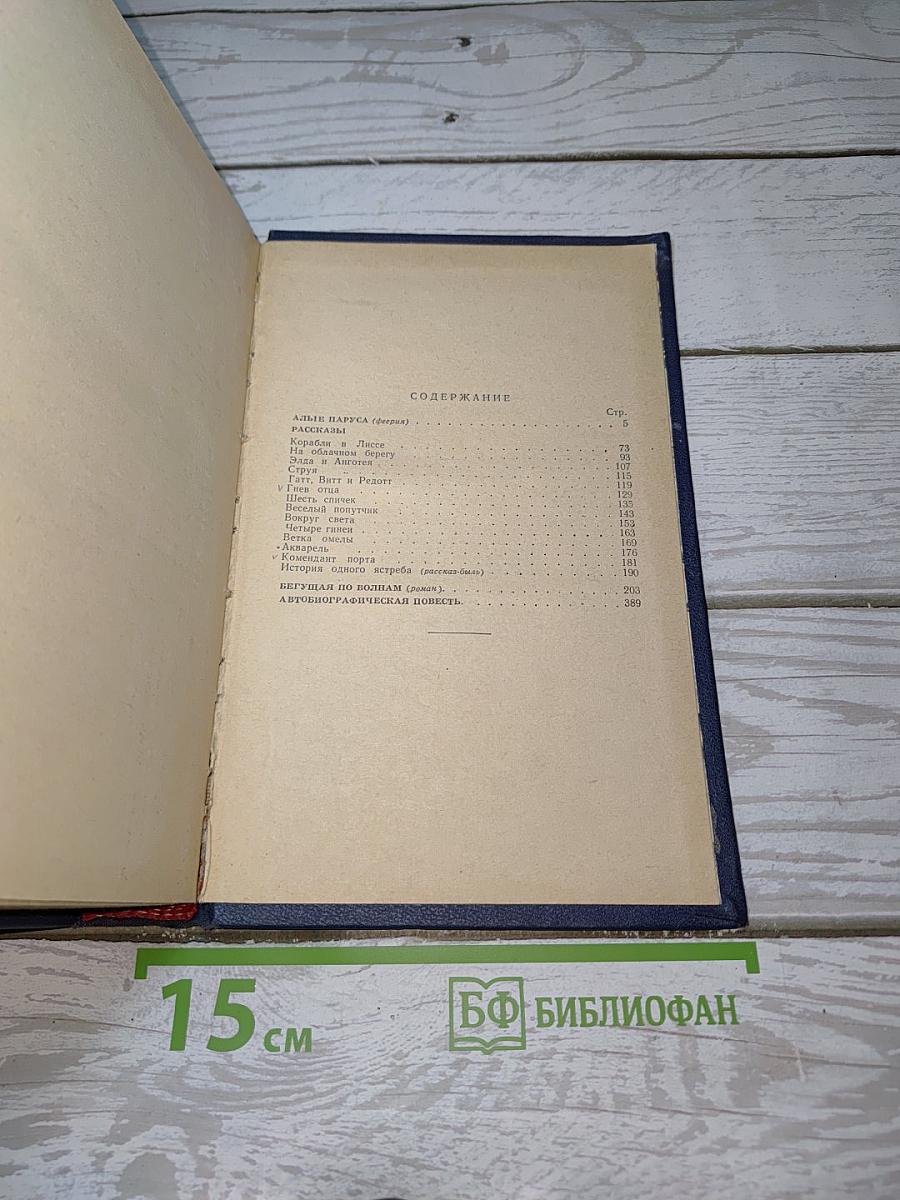 СОДЕРЖАНИЕ
Стр.
АЛЫЕ ПАРУСА (феерия) . . . . . . . . . . . . . . . . 5
РАССКАЗЫ
Корабли в Лиссе . . . . . . . . . . . . . . . . 73
На облачном берегу . . . . . . . . . . . . . . . . 93
Элда и Анготея . . . . . . . . . . . . . . . . 107
Струя . . . . . . . . . . . . . . . . 115
Гатт, Витт и Редотт . . . . . . . . . . . . . . . . 119
√ Гнев отца . . . . . . . . . . . . . . . . 129
Шесть спичек . . . . . . . . . . . . . . . . 135
Веселый попутчик . . . . . . . . . . . . . . . . 143
Вокруг света . . . . . . . . . . . . . . . . 153
Четыре гинеи . . . . . . . . . . . . . . . . 163
Ветка омелы . . . . . . . . . . . . . . . . 169
• Акварель . . . . . . . . . . . . . . . . 176
√ Комендант порта . . . . . . . . . . . . . . . . 181
История одного ястреба (рассказ-быль) . . . . . . . . . . . 190
БЕГУЩАЯ ПО ВОЛНАМ (роман). . . . . . . . . . . . . . . 203
АВТОБИОГРАФИЧЕСКАЯ ПОВЕСТЬ. . . . . . . . . . . . . . 389
15 см
БФ БИБЛИОФАН